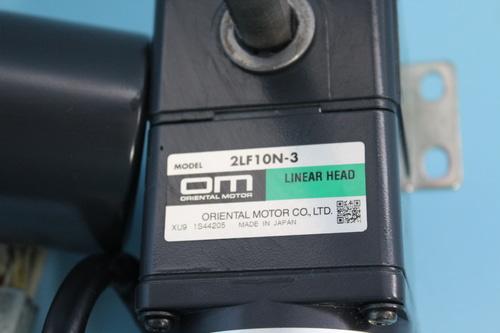 MODEL 2LF10N-3
om LINEAR HEAD
ORIENTAL MOTOR
ORIENTAL MOTOR CO., LTD.
XU9 1S44205 MADE IN JAPAN